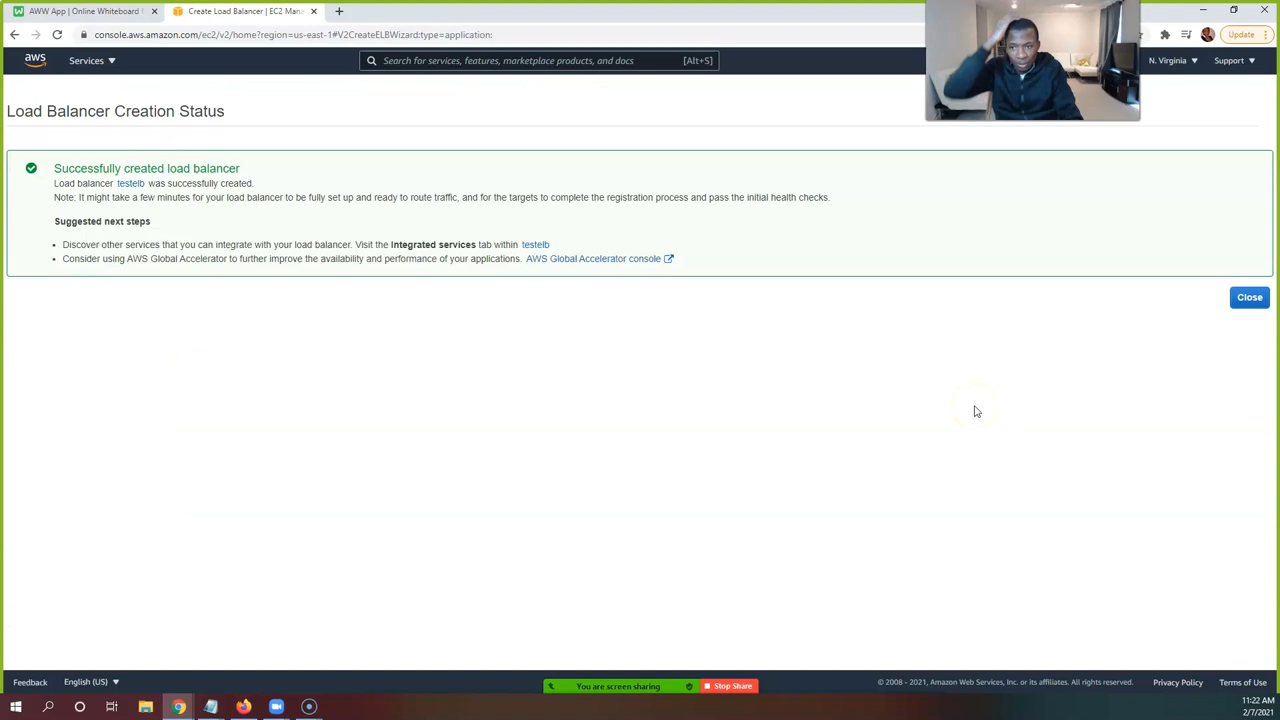 AWW App | Online Whiteboard
Create Load Balancer | EC2 Mana
console.aws.amazon.com/ec2/v2/home?region=us-east-1#V2CreateELBWizard:type=application:
Update
aws
Services
Search for services, features, marketplace products, and docs
[Alt+S]
N. Virginia
Support
Load Balancer Creation Status
Successfully created load balancer
Load balancer testelb was successfully created.
Note: It might take a few minutes for your load balancer to be fully set up and ready to route traffic, and for the targets to complete the registration process and pass the initial health checks.
Suggested next steps
• Discover other services that you can integrate with your load balancer. Visit the Integrated services tab within testelb
• Consider using AWS Global Accelerator to further improve the availability and performance of your applications. AWS Global Accelerator console
Close
Feedback
English (US)
You are screen sharing
Stop Share
© 2008 - 2021, Amazon Web Services, Inc. or its affiliates. All rights reserved.
Privacy Policy
Terms of Use
11:22 AM
2/7/2021